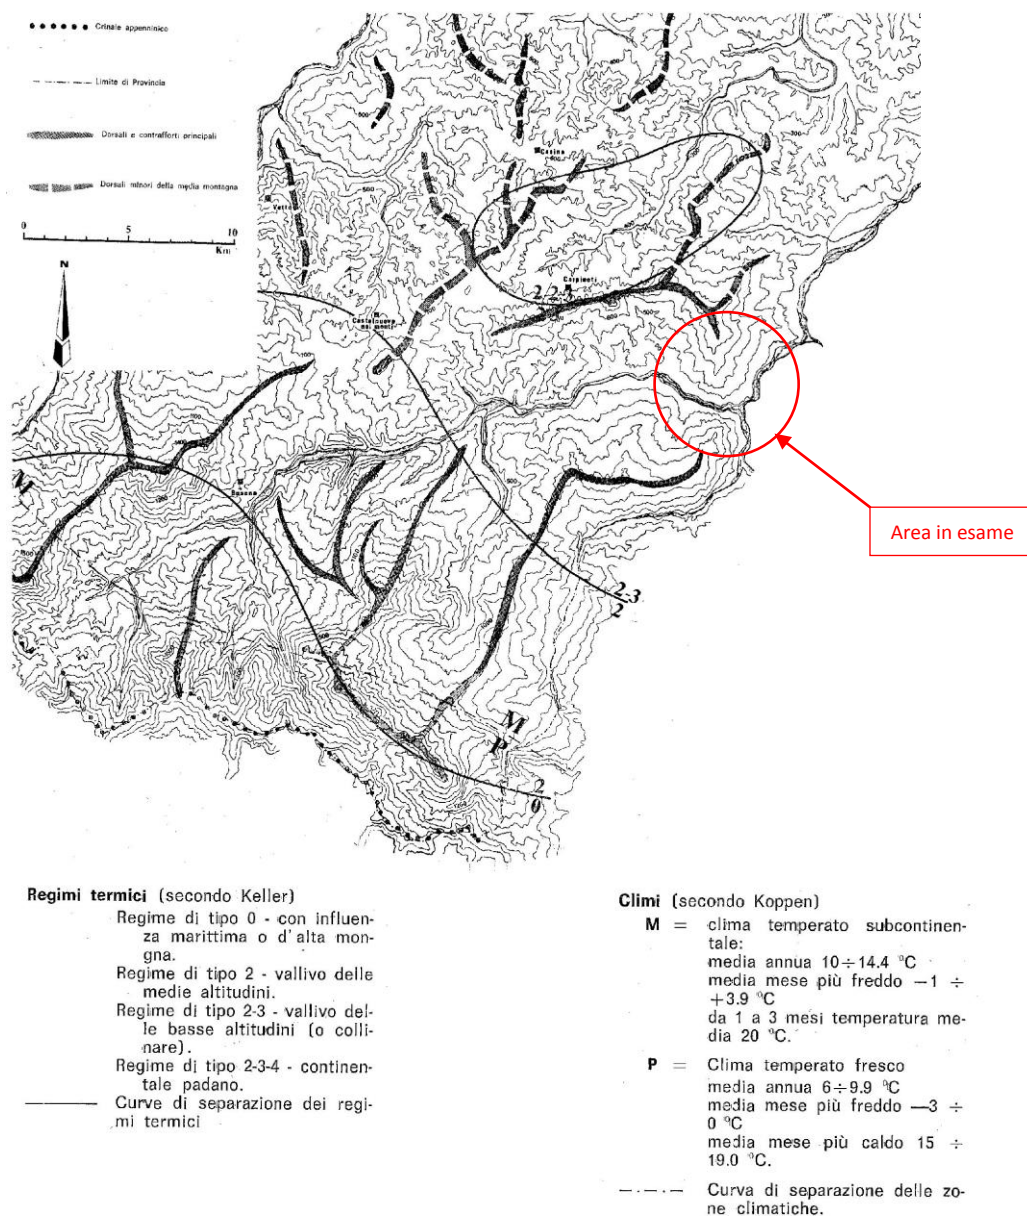 Crinale appenninico
Limite di Provincia
Dorsali e contrafforti principali
Dorsali minori della media montagna
0 5 10
Km
N
Casina
Vetto
Carpineti
2/2-3
Castelnuovo
ne' monti
Busana
M
500
500
300
Area in esame
2-3
2
M
P
2
0
Regimi termici (secondo Keller)
Regime di tipo 0 - con influen-
za marittima o d'alta mon-
gna.
Regime di tipo 2 - vallivo delle
medie altitudini.
Regime di tipo 2-3 - vallivo del-
le basse altitudini (o colli-
nare).
Regime di tipo 2-3-4 - continen-
tale padano.
Curve di separazione dei regi-
mi termici
Climi (secondo Koppen)
M = clima temperato subcontinen-
tale:
media annua 10÷14.4 °C
media mese più freddo —1 ÷
+3.9 °C
da 1 a 3 mesi temperatura me-
dia 20 °C.
P = Clima temperato fresco
media annua 6÷9.9 °C
media mese più freddo —3 ÷
0 °C
media mese più caldo 15 ÷
19.0 °C.
Curva di separazione delle zo-
ne climatiche.